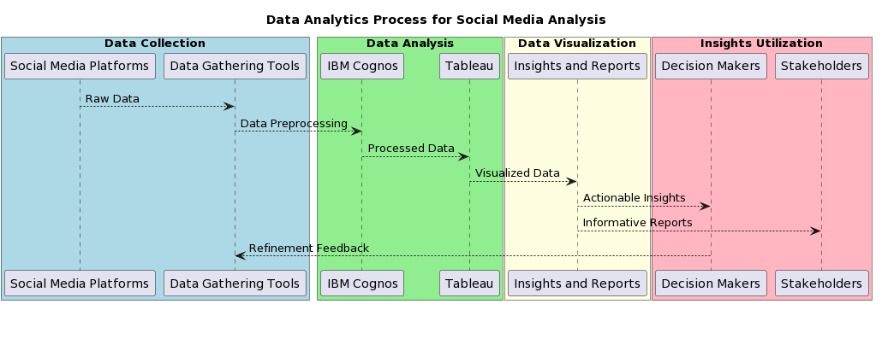 Data Analytics Process for Social Media Analysis
Data Collection
Data Analysis
Data Visualization
Insights Utilization
Social Media Platforms
Data Gathering Tools
IBM Cognos
Tableau
Insights and Reports
Decision Makers
Stakeholders
Raw Data
Data Preprocessing
Processed Data
Visualized Data
Actionable Insights
Informative Reports
Refinement Feedback
Social Media Platforms
Data Gathering Tools
IBM Cognos
Tableau
Insights and Reports
Decision Makers
Stakeholders